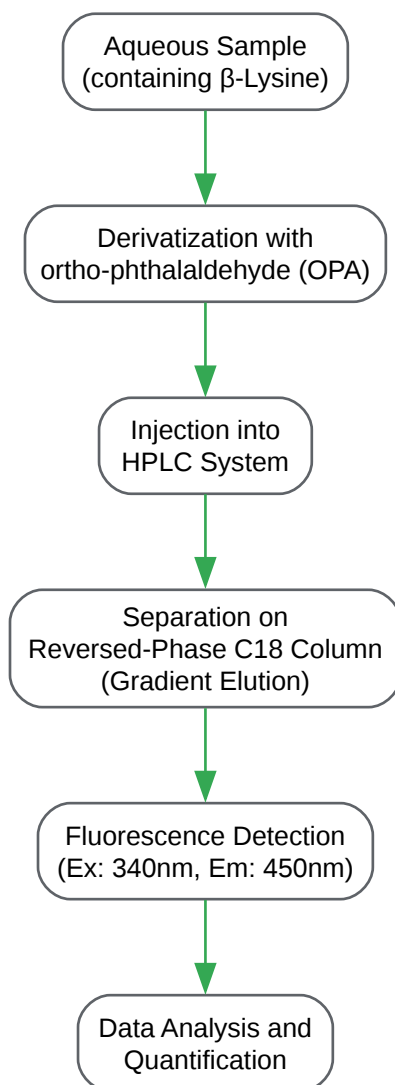 Aqueous Sample
(containing β-Lysine)
Derivatization with
ortho-phthalaldehyde (OPA)
Injection into
HPLC System
Separation on
Reversed-Phase C18 Column
(Gradient Elution)
Fluorescence Detection
(Ex: 340nm, Em: 450nm)
Data Analysis and
Quantification